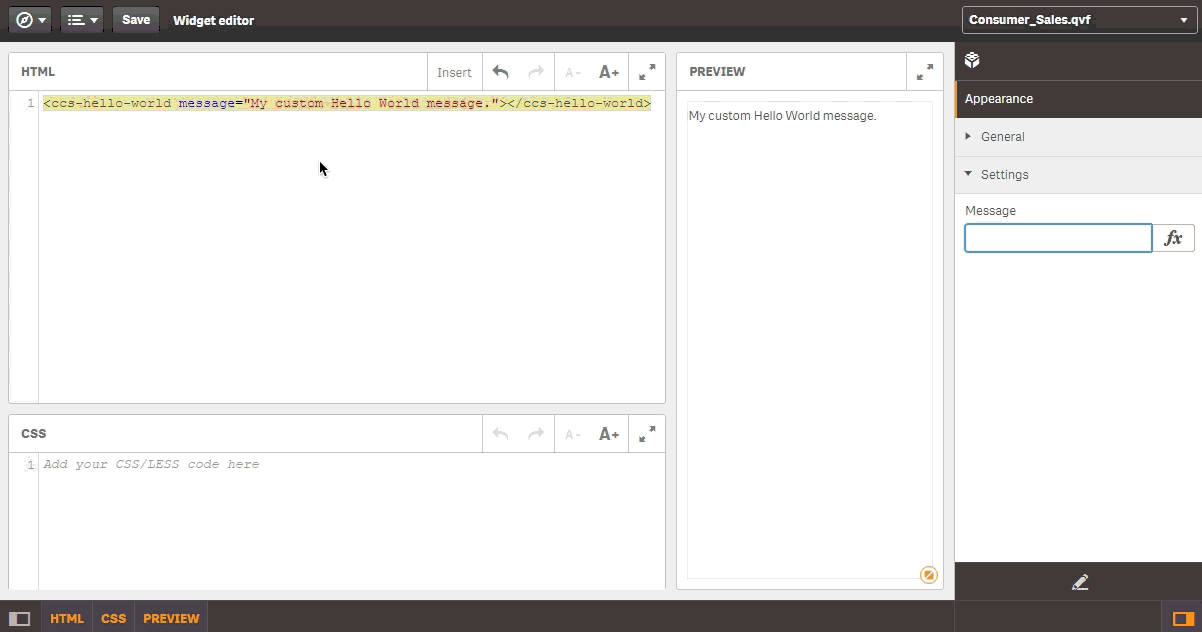 Save
Widget editor
Consumer_Sales.qvf
HTML
Insert
A-
A+
PREVIEW
1
<ccs-hello-world message="My custom Hello World message."></ccs-hello-world>
My custom Hello World message.
Appearance
General
Settings
Message
fx
CSS
A-
A+
1
Add your CSS/LESS code here
HTML
CSS
PREVIEW